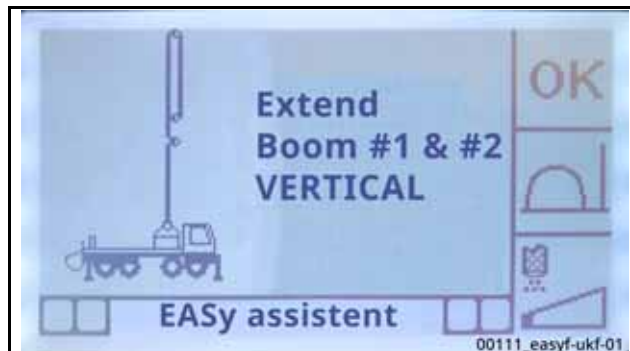 Extend
Boom #1 & #2
VERTICAL
OK
EASy assistent
00111_easyf-ukf-01